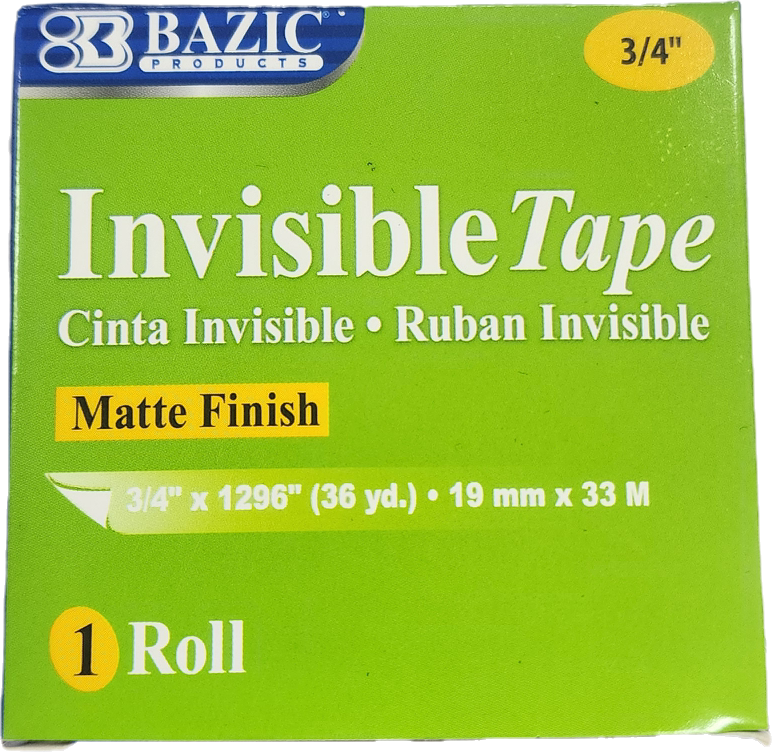 BAZIC®
PRODUCTS
3/4"
Invisible Tape
Cinta Invisible • Ruban Invisible
Matte Finish
3/4" x 1296" (36 yd.) • 19 mm x 33 M
1 Roll